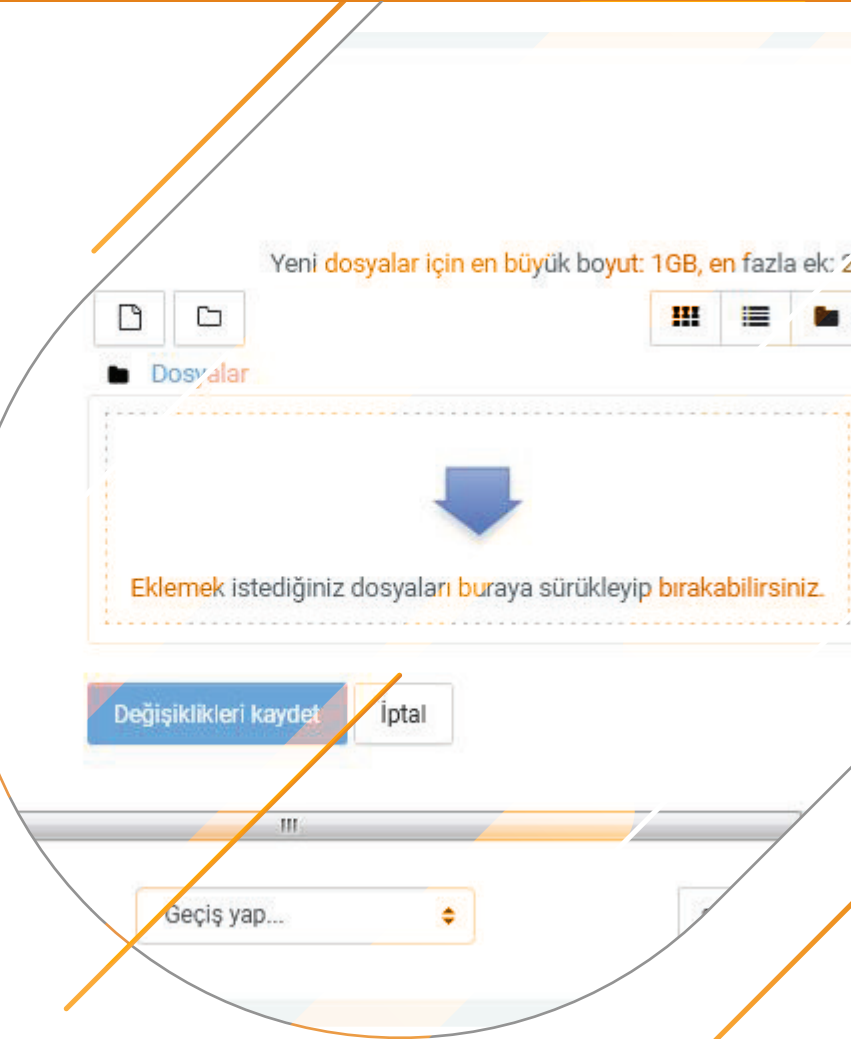 Yeni dosyalar için en büyük boyut: 1GB, en fazla ek: 2
Dosyalar
Eklemek istediğiniz dosyaları buraya sürükleyip bırakabilirsiniz.
Değişiklikleri kaydet İptal
Geçiş yap...